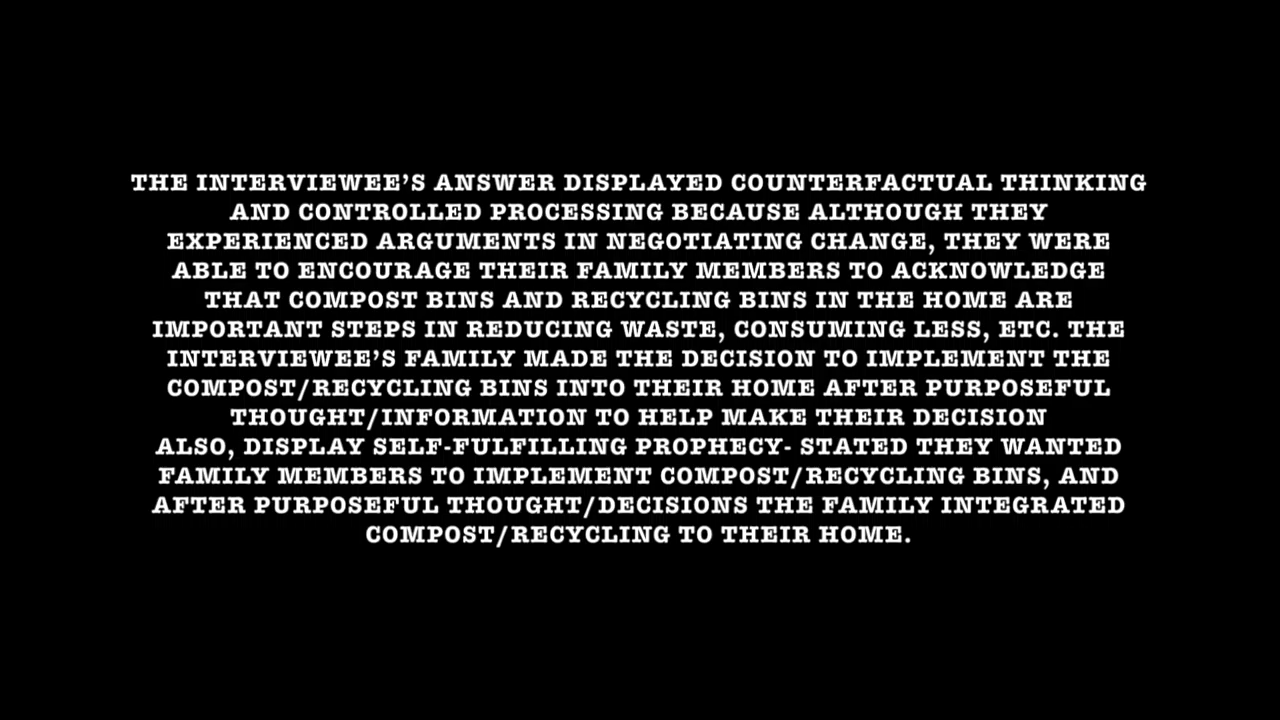 THE INTERVIEWEE'S ANSWER DISPLAYED COUNTERFACTUAL THINKING
AND CONTROLLED PROCESSING BECAUSE ALTHOUGH THEY
EXPERIENCED ARGUMENTS IN NEGOTIATING CHANGE, THEY WERE
ABLE TO ENCOURAGE THEIR FAMILY MEMBERS TO ACKNOWLEDGE
THAT COMPOST BINS AND RECYCLING BINS IN THE HOME ARE
IMPORTANT STEPS IN REDUCING WASTE, CONSUMING LESS, ETC. THE
INTERVIEWEE'S FAMILY MADE THE DECISION TO IMPLEMENT THE
COMPOST/RECYCLING BINS INTO THEIR HOME AFTER PURPOSEFUL
THOUGHT/INFORMATION TO HELP MAKE THEIR DECISION
ALSO, DISPLAY SELF-FULFILLING PROPHECY- STATED THEY WANTED
FAMILY MEMBERS TO IMPLEMENT COMPOST/RECYCLING BINS, AND
AFTER PURPOSEFUL THOUGHT/DECISIONS THE FAMILY INTEGRATED
COMPOST/RECYCLING TO THEIR HOME.